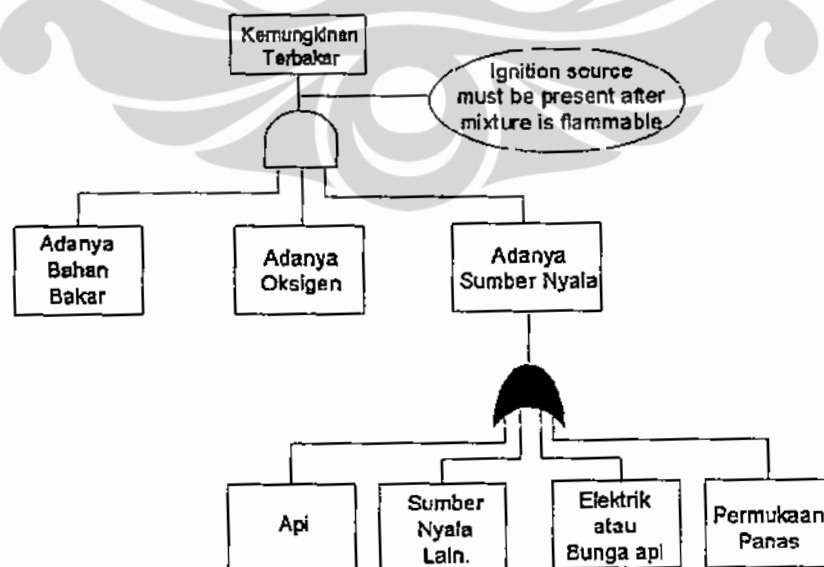 Kemungkinan
Terbakar
Ignition source
must be present after
mixture is flammable
Adanya
Bahan
Bakar
Adanya
Oksigen
Adanya
Sumber Nyala
Api
Sumber
Nyala
Lain.
Elektrik
atau
Bunga api
Permukaan
Panas